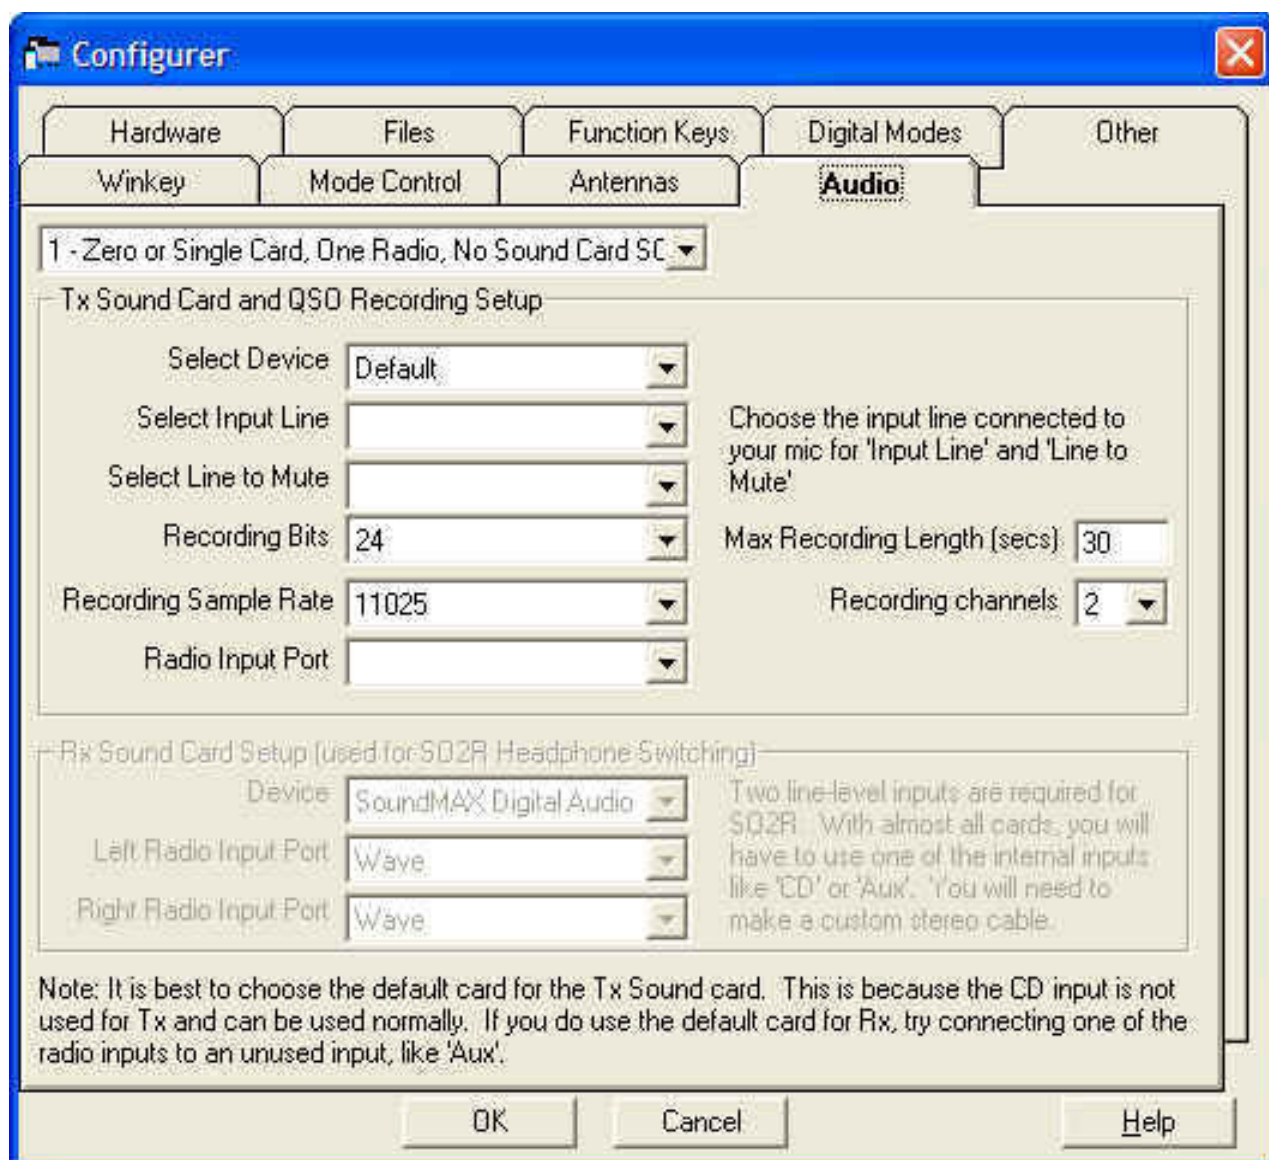 Configurer
Hardware Files Function Keys Digital Modes Other
Winkey Mode Control Antennas Audio
1 - Zero or Single Card, One Radio, No Sound Card SC
Tx Sound Card and QSO Recording Setup
Select Device Default
Select Input Line
Select Line to Mute
Choose the input line connected to
your mic for 'Input Line' and 'Line to
Mute'
Recording Bits 24 Max Recording Length (secs) 30
Recording Sample Rate 11025 Recording channels 2
Radio Input Port
Rx Sound Card Setup (used for SO2R Headphone Switching)
Device SoundMAX Digital Audio
Left Radio Input Port Wave
Right Radio Input Port Wave
Two line-level inputs are required for
SO2R. With almost all cards, you will
have to use one of the internal inputs
like 'CD' or 'Aux'. You will need to
make a custom stereo cable.
Note: It is best to choose the default card for the Tx Sound card. This is because the CD input is not
used for Tx and can be used normally. If you do use the default card for Rx, try connecting one of the
radio inputs to an unused input, like 'Aux'.
OK Cancel Help